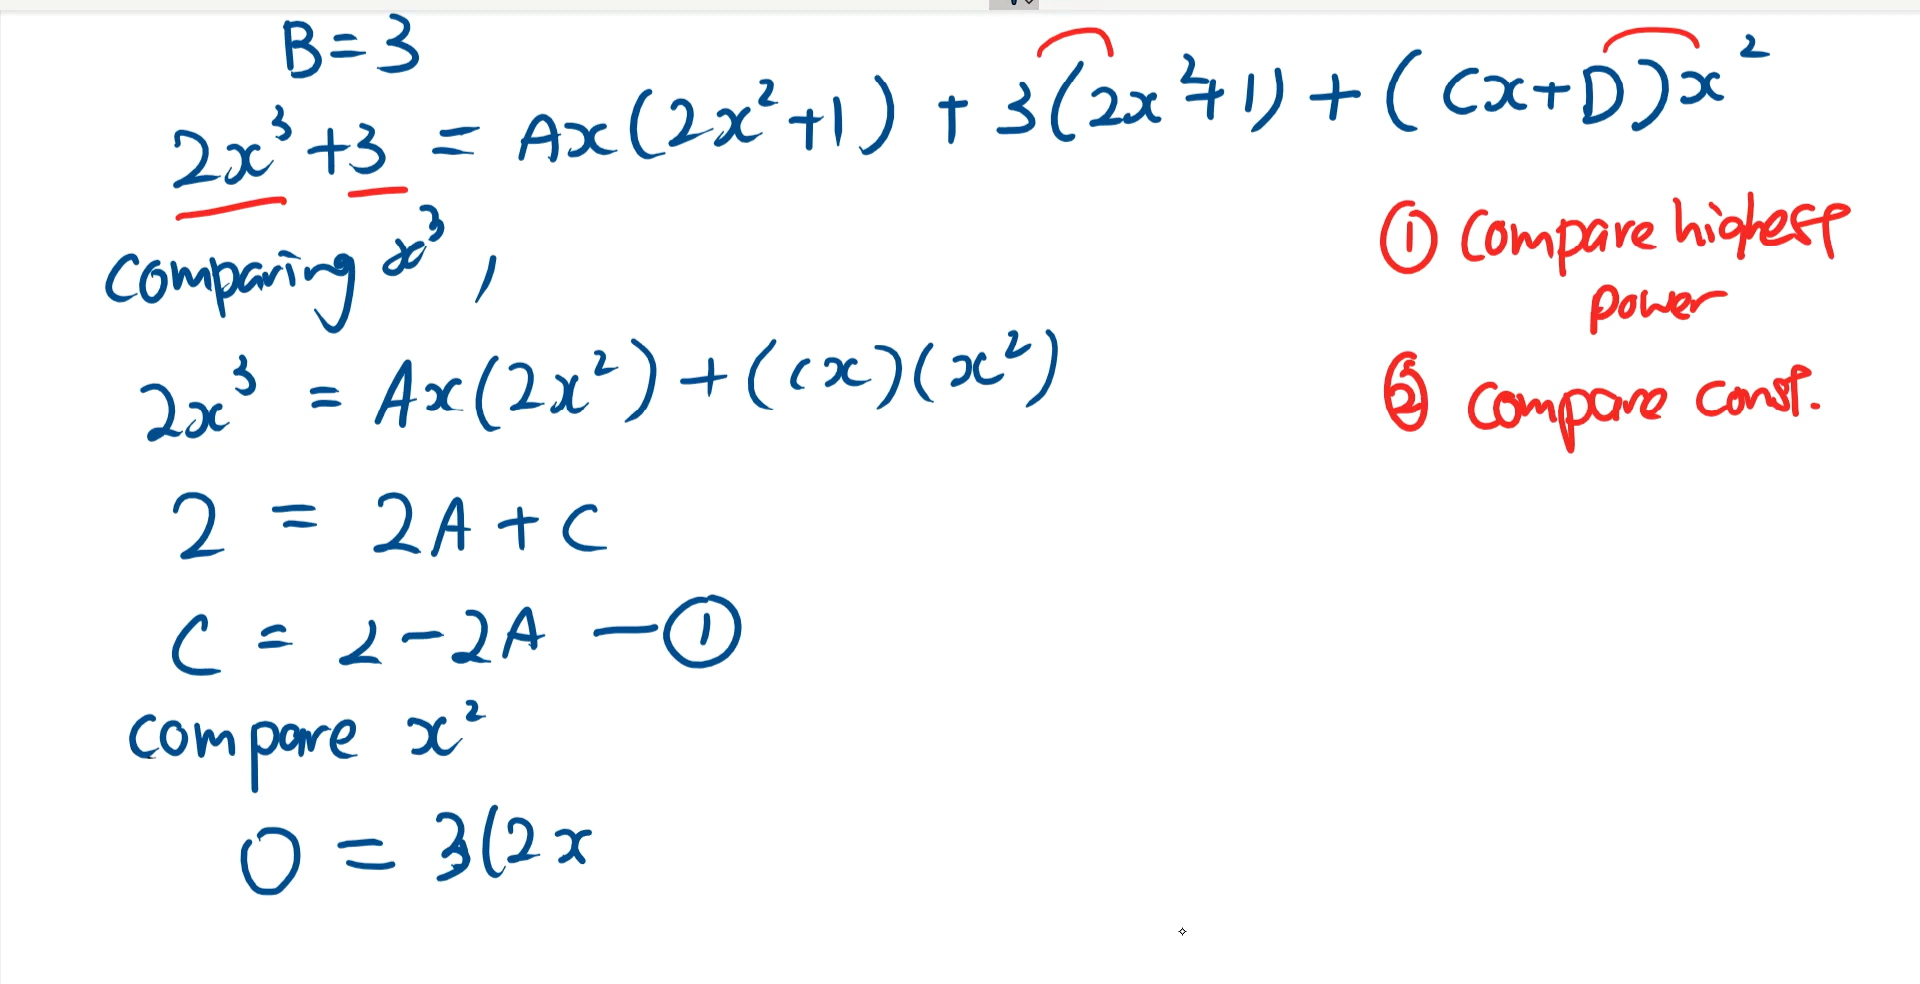 B=3
2x³+3 = Ax(2x²+1) + 3(2x²+1) + (Cx+D)x²
comparing x³,
① Compare highest
power
2x³ = Ax(2x²) + (Cx)(x²)
② Compare const.
2 = 2A + C
C = 2-2A —①
compare x²
0 = 3(2x